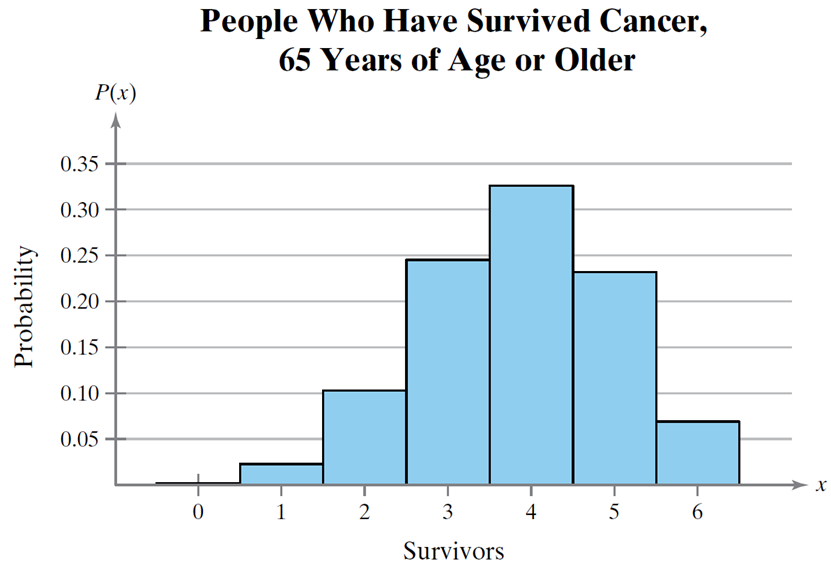 People Who Have Survived Cancer,
65 Years of Age or Older
P(x)
0.35
0.30
0.25
0.20
0.15
0.10
0.05
Probability
0 1 2 3 4 5 6 x
Survivors